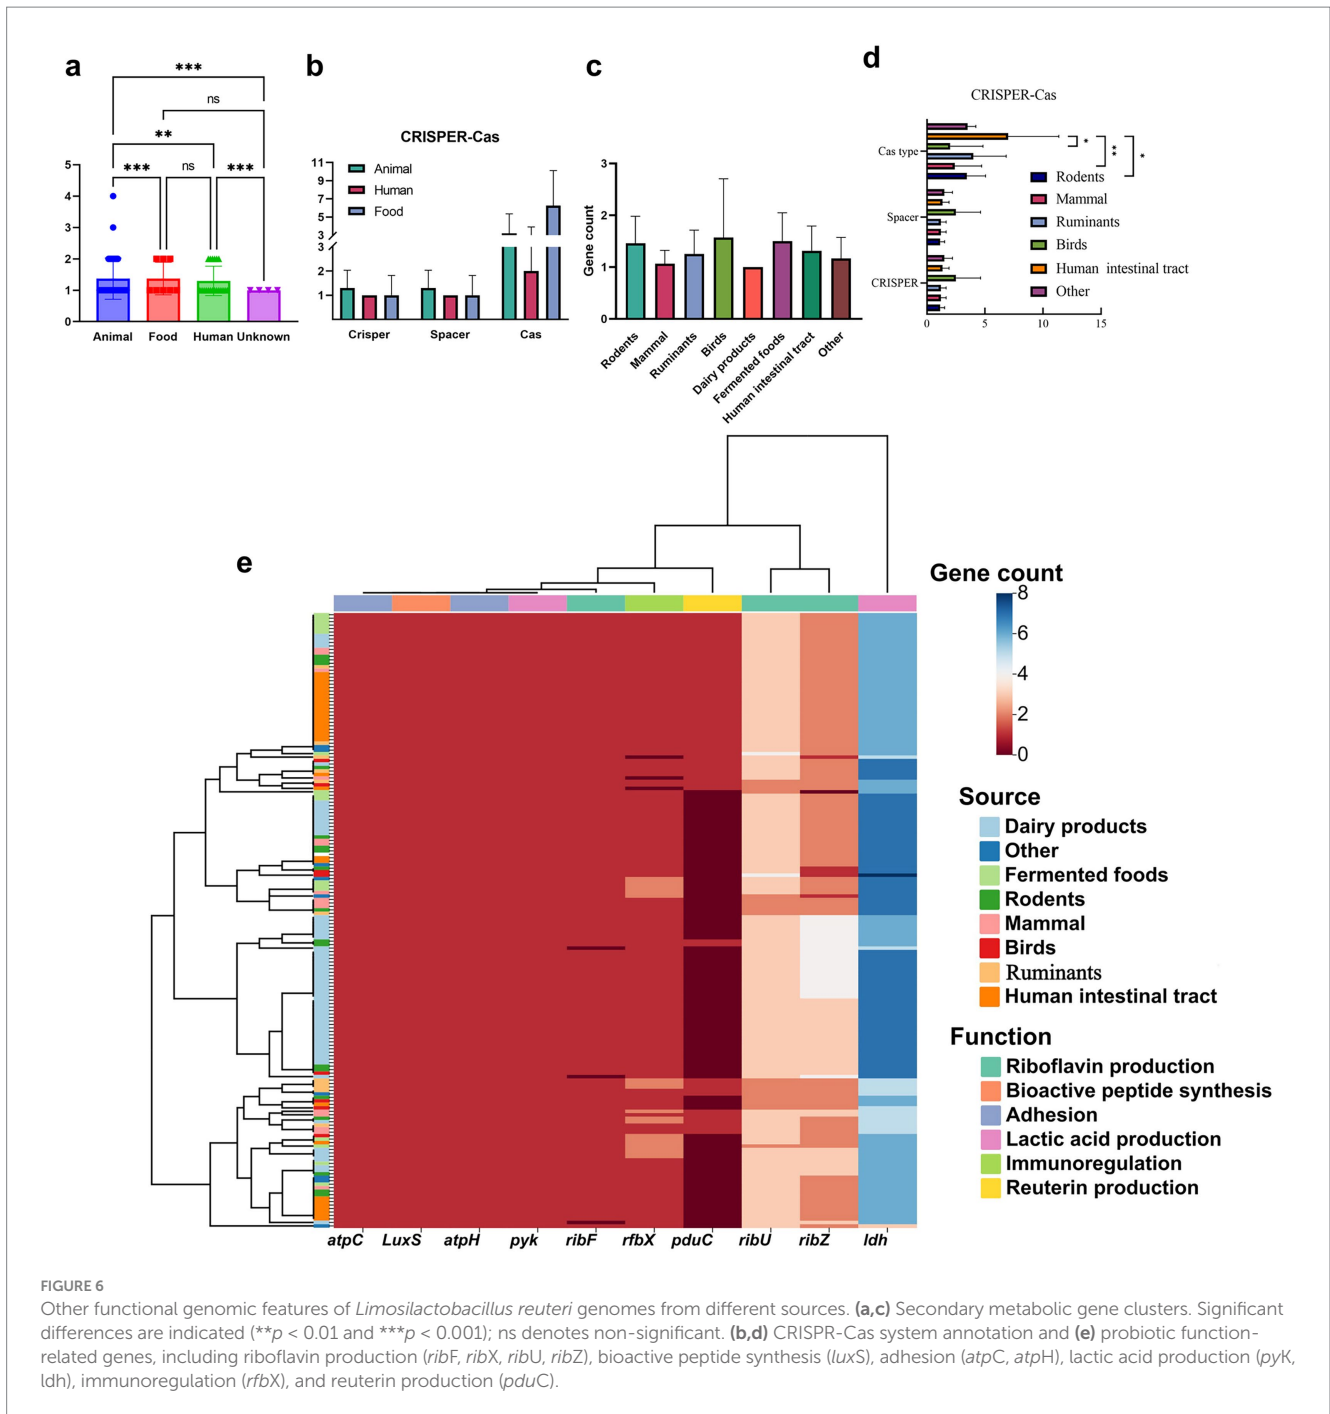 a
***
ns
**
***
ns
***
5
4
3
2
1
0
Animal
Food
Human
Unknown
b
CRISPER-Cas
11
9
7
5
3
3
2
1
Animal
Human
Food
Crisper
Spacer
Cas
c
Gene count
3
2
1
0
Rodents
Mammal
Ruminants
Birds
Dairy products
Fermented foods
Human intestinal tract
Other
d
CRISPER-Cas
Cas type
Spacer
CRISPER
0
5
10
15
*
**
*
Rodents
Mammal
Ruminants
Birds
Human intestinal tract
Other
e
atpC
LuxS
atpH
pyk
ribF
rfbX
pduC
ribU
ribZ
ldh
Gene count
8
6
4
2
0
Source
Dairy products
Other
Fermented foods
Rodents
Mammal
Birds
Ruminants
Human intestinal tract
Function
Riboflavin production
Bioactive peptide synthesis
Adhesion
Lactic acid production
Immunoregulation
Reuterin production
FIGURE 6
Other functional genomic features of Limosilactobacillus reuteri genomes from different sources. (a,c) Secondary metabolic gene clusters. Significant
differences are indicated (**p < 0.01 and ***p < 0.001); ns denotes non-significant. (b,d) CRISPR-Cas system annotation and (e) probiotic function-
related genes, including riboflavin production (ribF, ribX, ribU, ribZ), bioactive peptide synthesis (luxS), adhesion (atpC, atpH), lactic acid production (pyK,
ldh), immunoregulation (rfbX), and reuterin production (pduC).